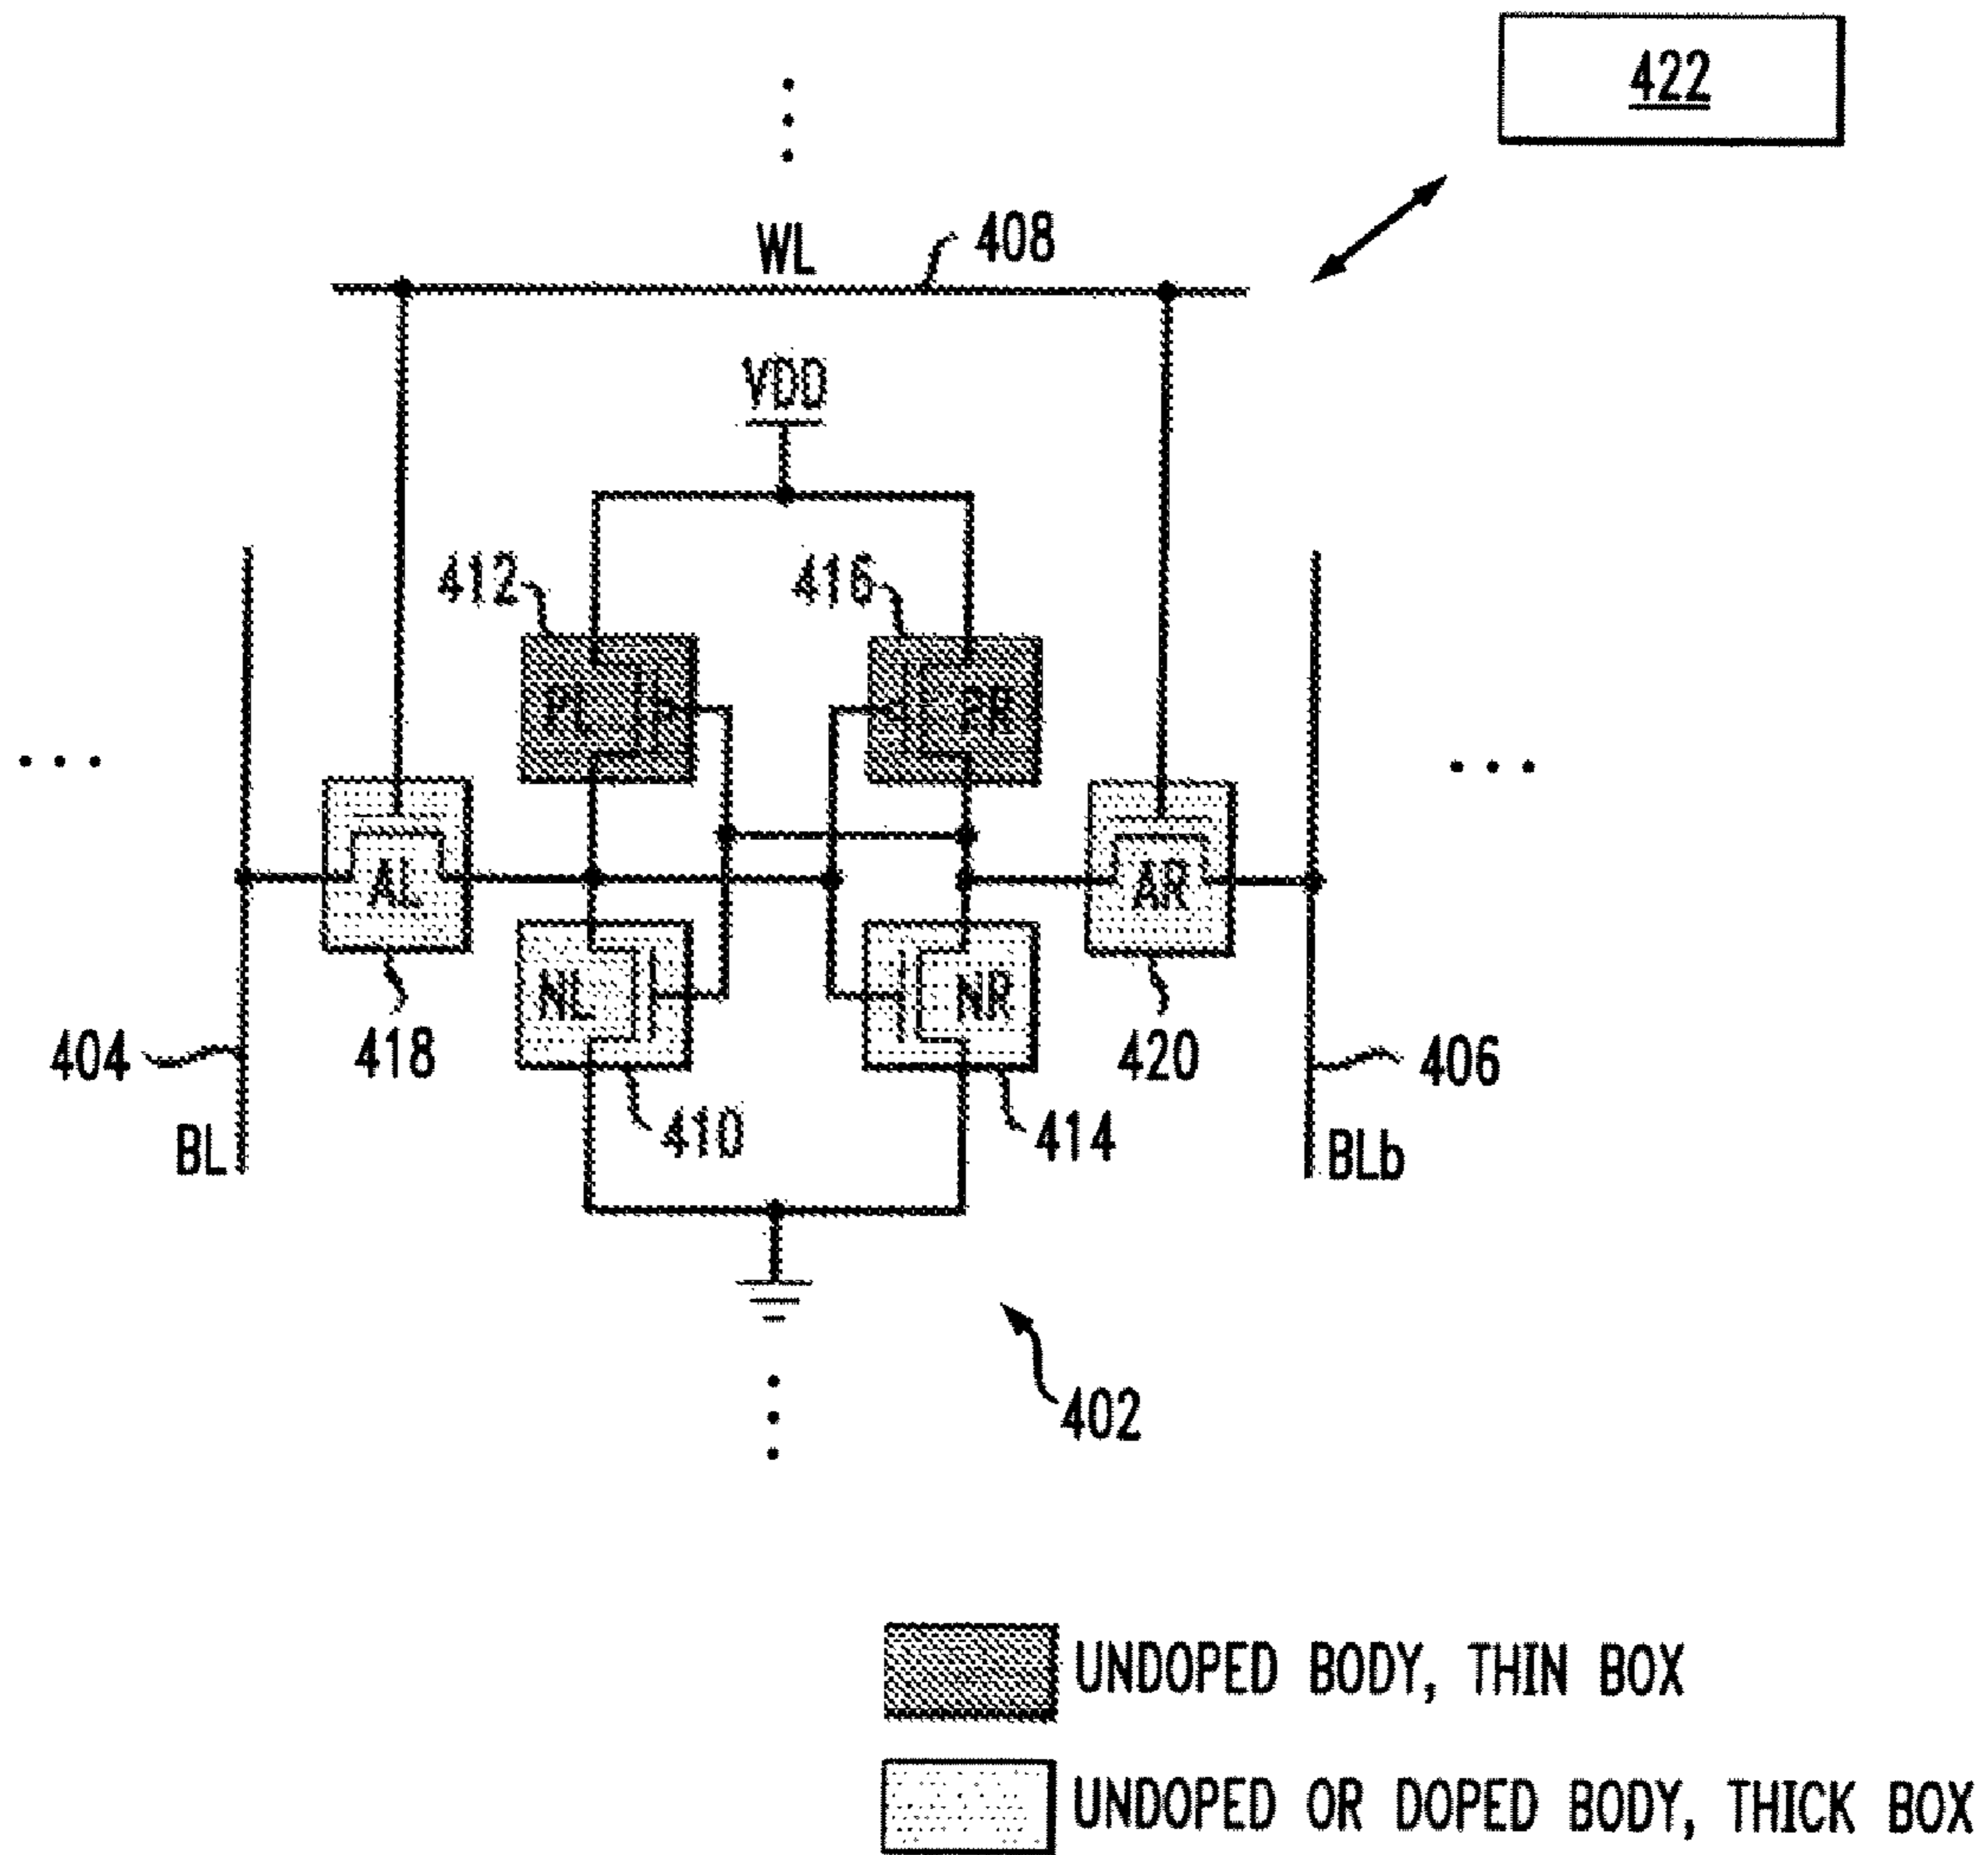 422
WL 408
VDD
412 416
PL PR
AL AR
NL NR
404 418 420 406
410 414
BL BLb
402
UNDOPED BODY, THIN BOX
UNDOPED OR DOPED BODY, THICK BOX